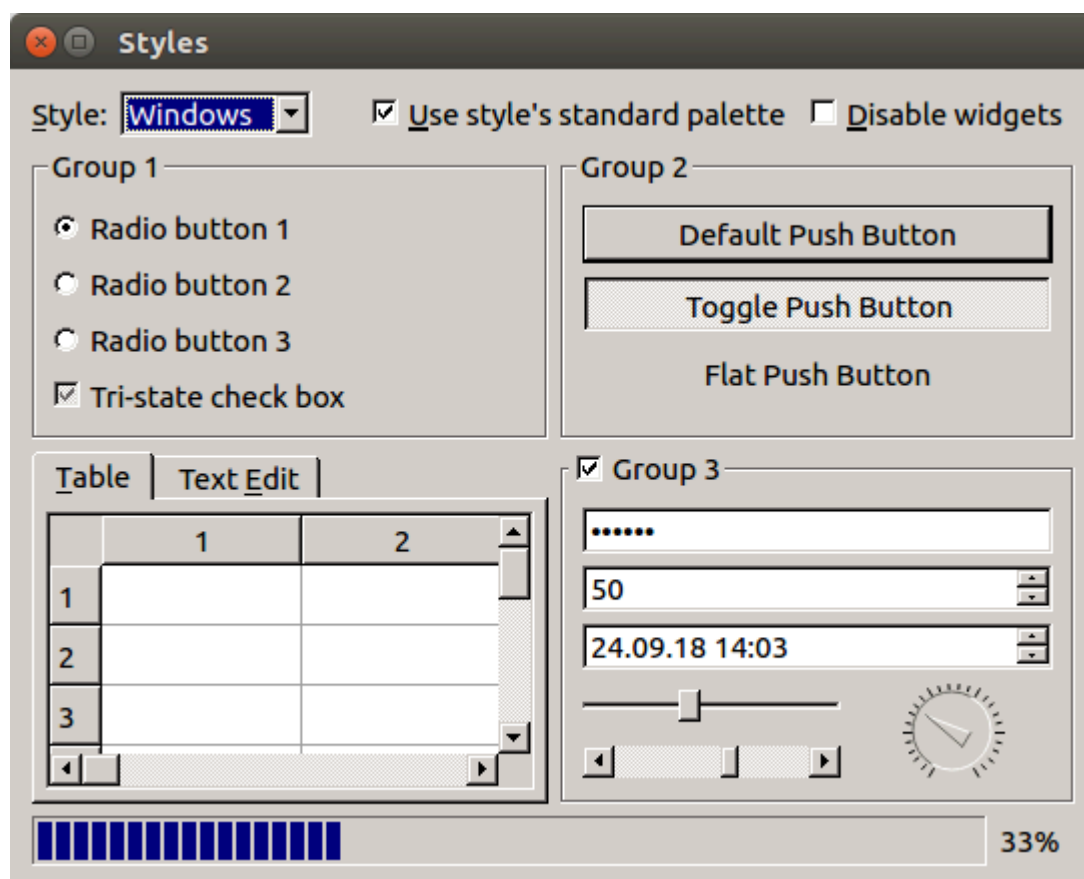 Styles
Style: Windows Use style's standard palette Disable widgets
Group 1
Radio button 1
Radio button 2
Radio button 3
Tri-state check box
Group 2
Default Push Button
Toggle Push Button
Flat Push Button
Table Text Edit
1 2
1
2
3
Group 3
••••••
50
24.09.18 14:03
33%